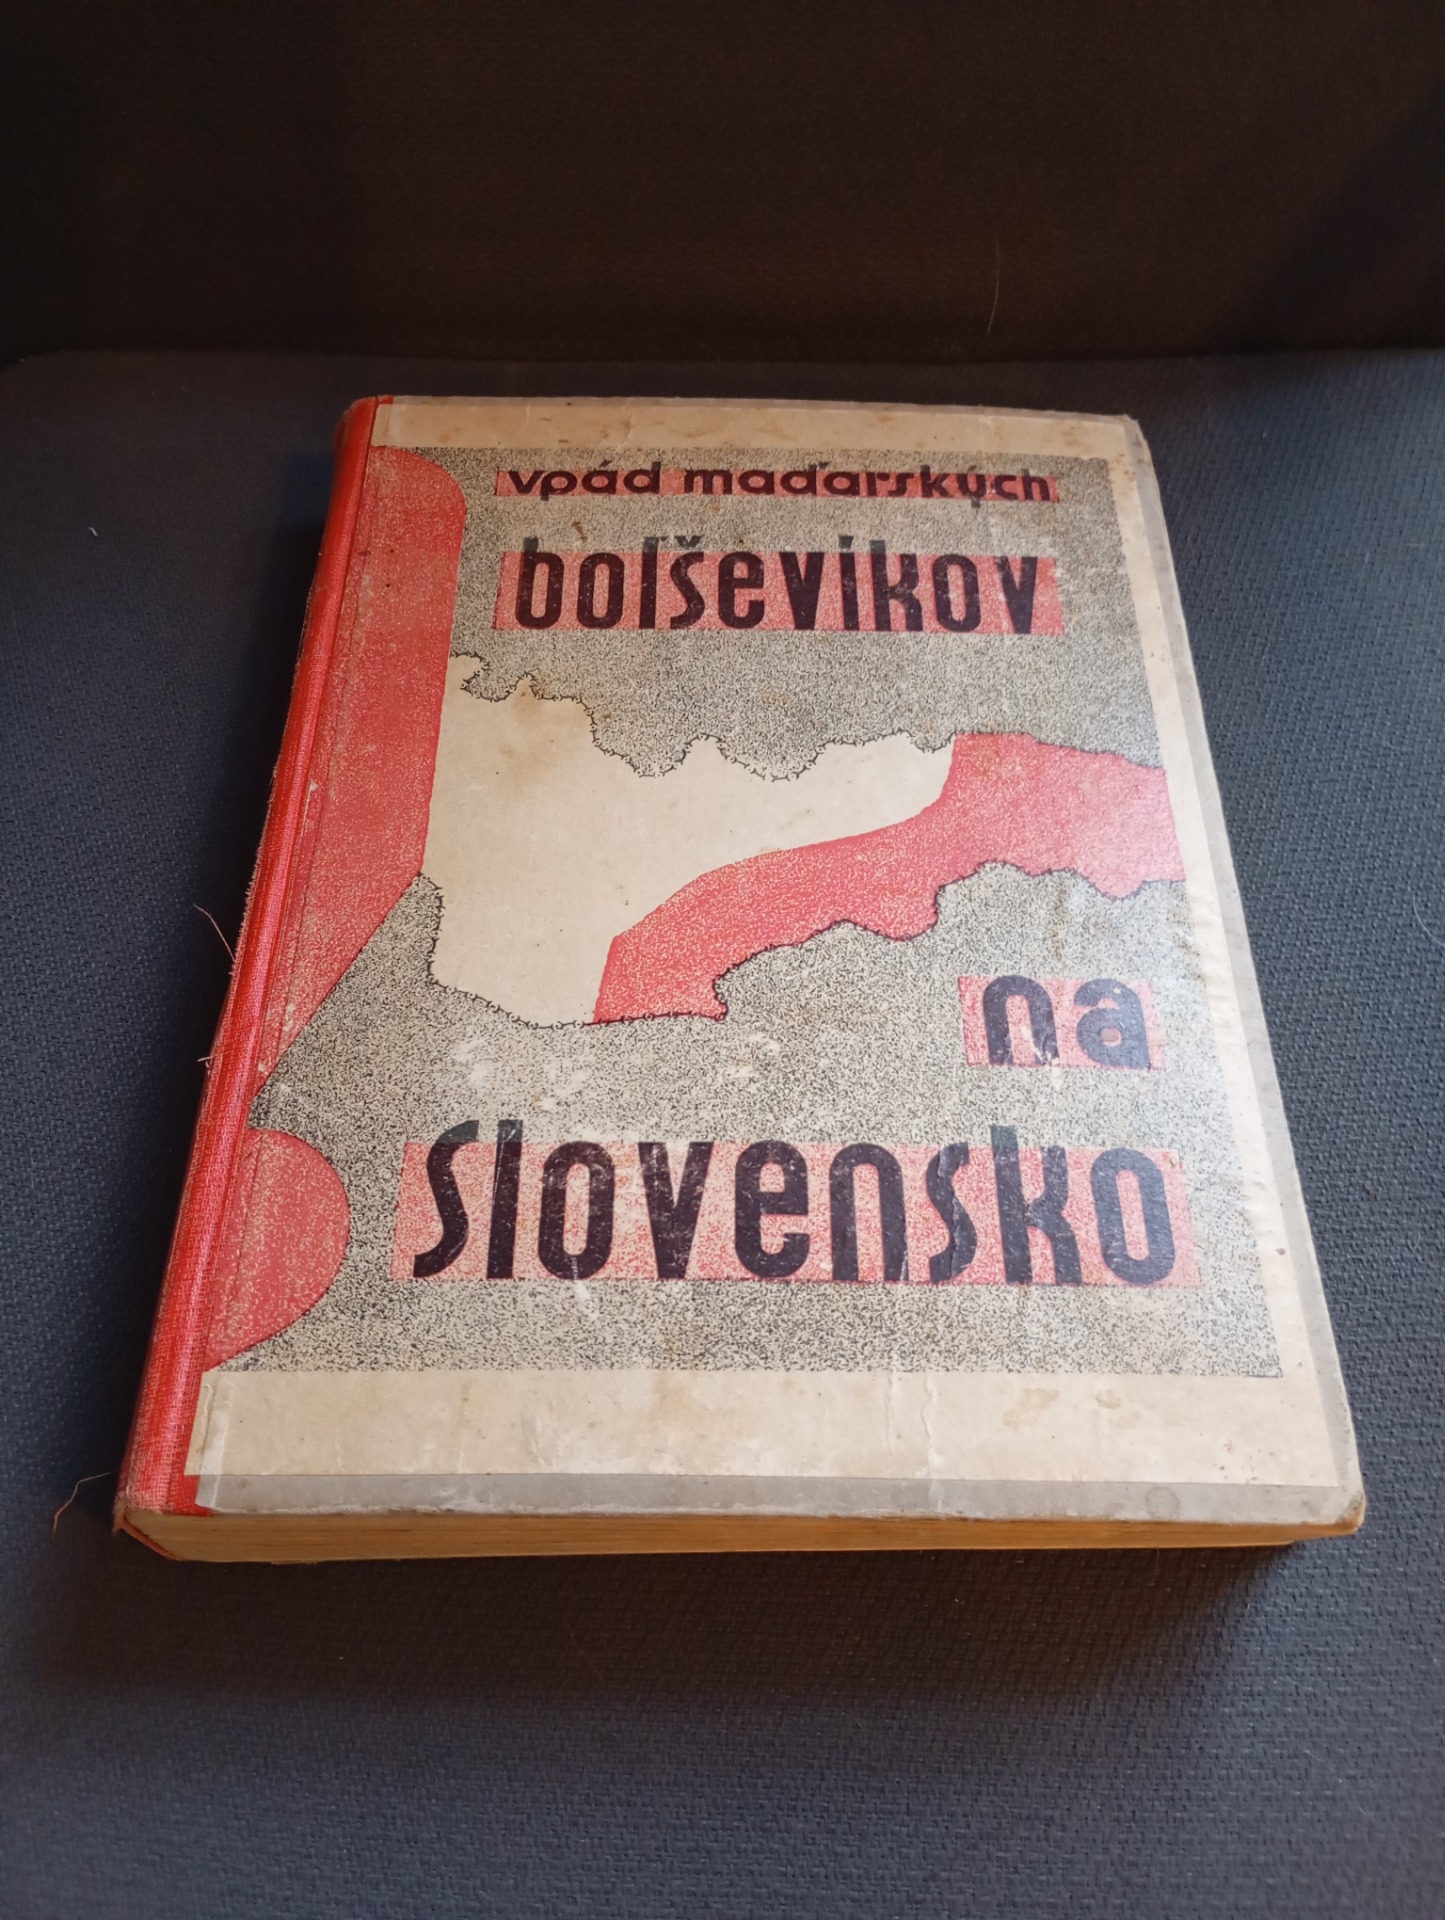 vpád maďarských
boľševikov
na
slovensko